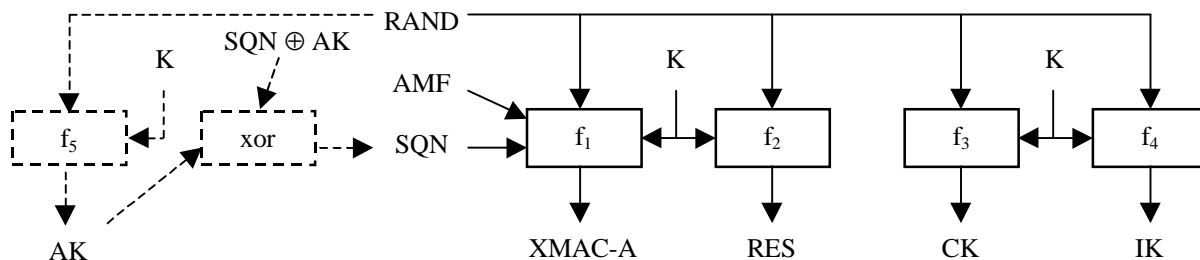 RAND
SQN ⊕ AK
K
K
K
AMF
f₅
xor
SQN
f₁
f₂
f₃
f₄
AK
XMAC-A
RES
CK
IK